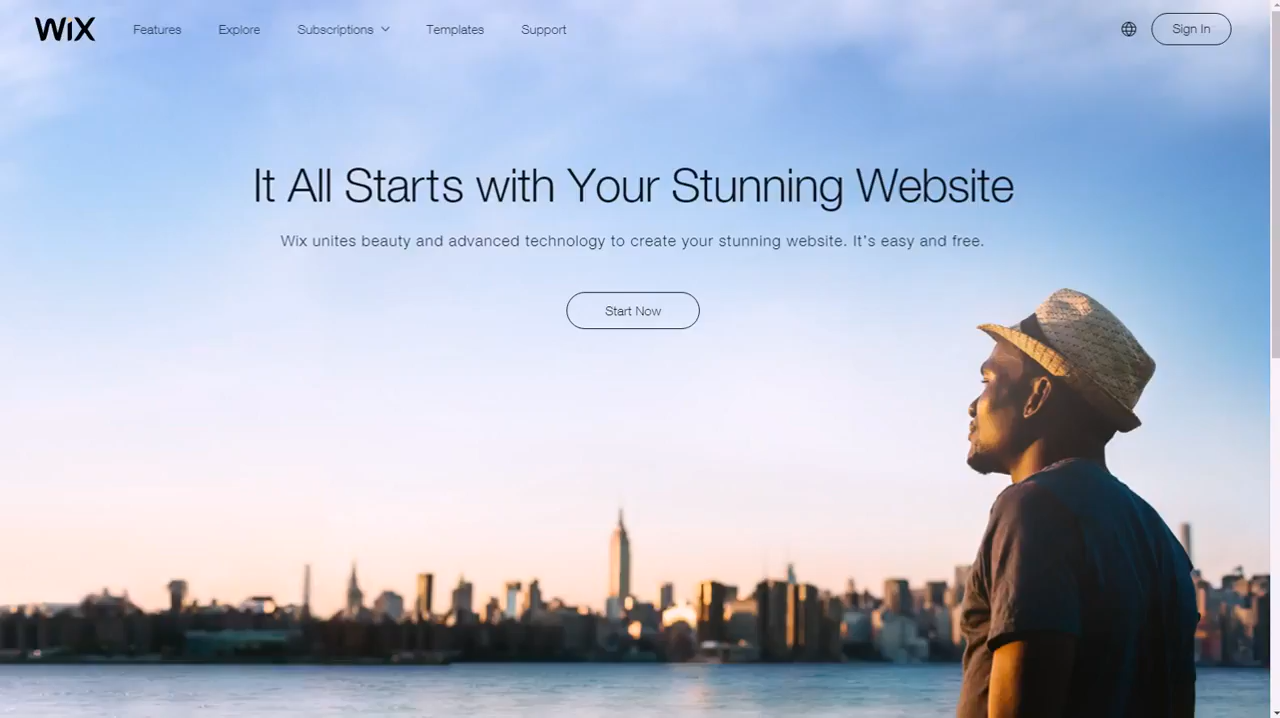 WiX Features Explore Subscriptions Templates Support Sign In
It All Starts with Your Stunning Website
Wix unites beauty and advanced technology to create your stunning website. It's easy and free.
Start Now